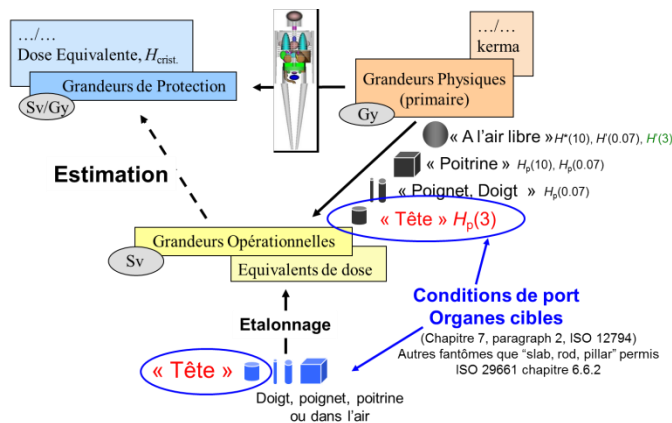 …/…
Dose Equivalente, Hcrist.
Grandeurs de Protection
Sv/Gy
…/…
kerma
Grandeurs Physiques
(primaire)
Gy
« A l’air libre »H*(10), H’(0.07), H’(3)
« Poitrine » Hp(10), Hp(0.07)
« Poignet, Doigt » Hp(0.07)
« Tête » Hp(3)
Estimation
Grandeurs Opérationnelles
Sv
Equivalents de dose
Etalonnage
Conditions de port
Organes cibles
(Chapitre 7, paragraph 2, ISO 12794)
Autres fantômes que “slab, rod, pillar” permis
ISO 29661 chapitre 6.6.2
« Tête »
Doigt, poignet, poitrine
ou dans l’air